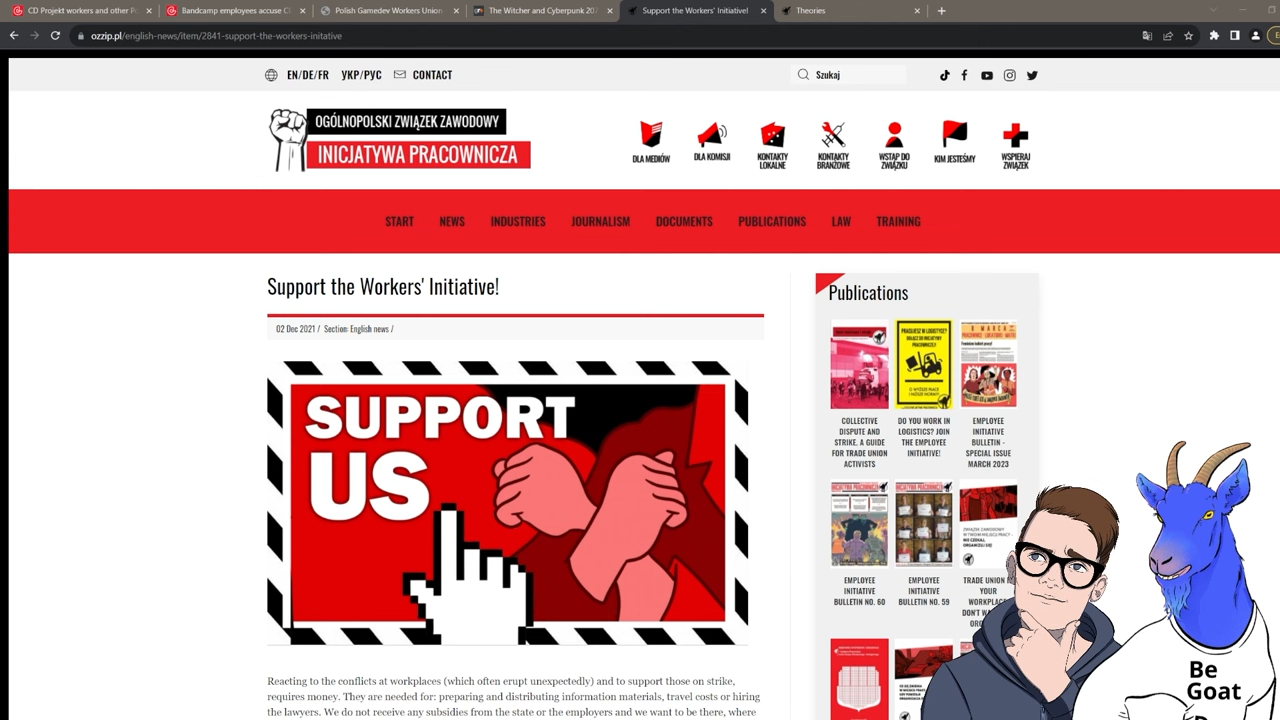 CD Projekt workers and other Po
Bandcamp employees accuse C
Polish Gamedev Workers Union
The Witcher and Cyberpunk 20
Support the Workers' Initiative!
Theories
ozzip.pl/english-news/item/2841-support-the-workers-initative
EN/DE/FR
УКР/РУС
CONTACT
Szukaj
OGÓLNOPOLSKI ZWIĄZEK ZAWODOWY
INICJATYWA PRACOWNICZA
DLA MEDIÓW
DLA KOMISJI
KONTAKTY
LOKALNE
KONTAKTY
BRANŻOWE
WSTĄP DO
ZWIĄZKU
KIM JESTEŚMY
WSPIERAJ
ZWIĄZEK
START
NEWS
INDUSTRIES
JOURNALISM
DOCUMENTS
PUBLICATIONS
LAW
TRAINING
Support the Workers' Initiative!
02 Dec 2021 / Section: English news /
SUPPORT
US
Reacting to the conflicts at workplaces (which often erupt unexpectedly) and to support those on strike,
requires money. They are needed for: preparing and distributing information materials, travel costs or hiring
the lawyers. We do not receive any subsidies from the state or the employers and we want to be there, where
Publications
COLLECTIVE
DISPUTE AND
STRIKE. A GUIDE
FOR TRADE UNION
ACTIVISTS
PRACUJESZ W LOGISTYCE?
DO YOU WORK IN
LOGISTICS? JOIN
THE EMPLOYEE
INITIATIVE!
8 MARCA
EMPLOYEE
INITIATIVE
BULLETIN -
SPECIAL ISSUE
MARCH 2023
EMPLOYEE
INITIATIVE
BULLETIN NO. 60
EMPLOYEE
INITIATIVE
BULLETIN NO. 59
TRADE UNION
YOUR
WORKPL
DON'T WA
ORG
Be
Goat